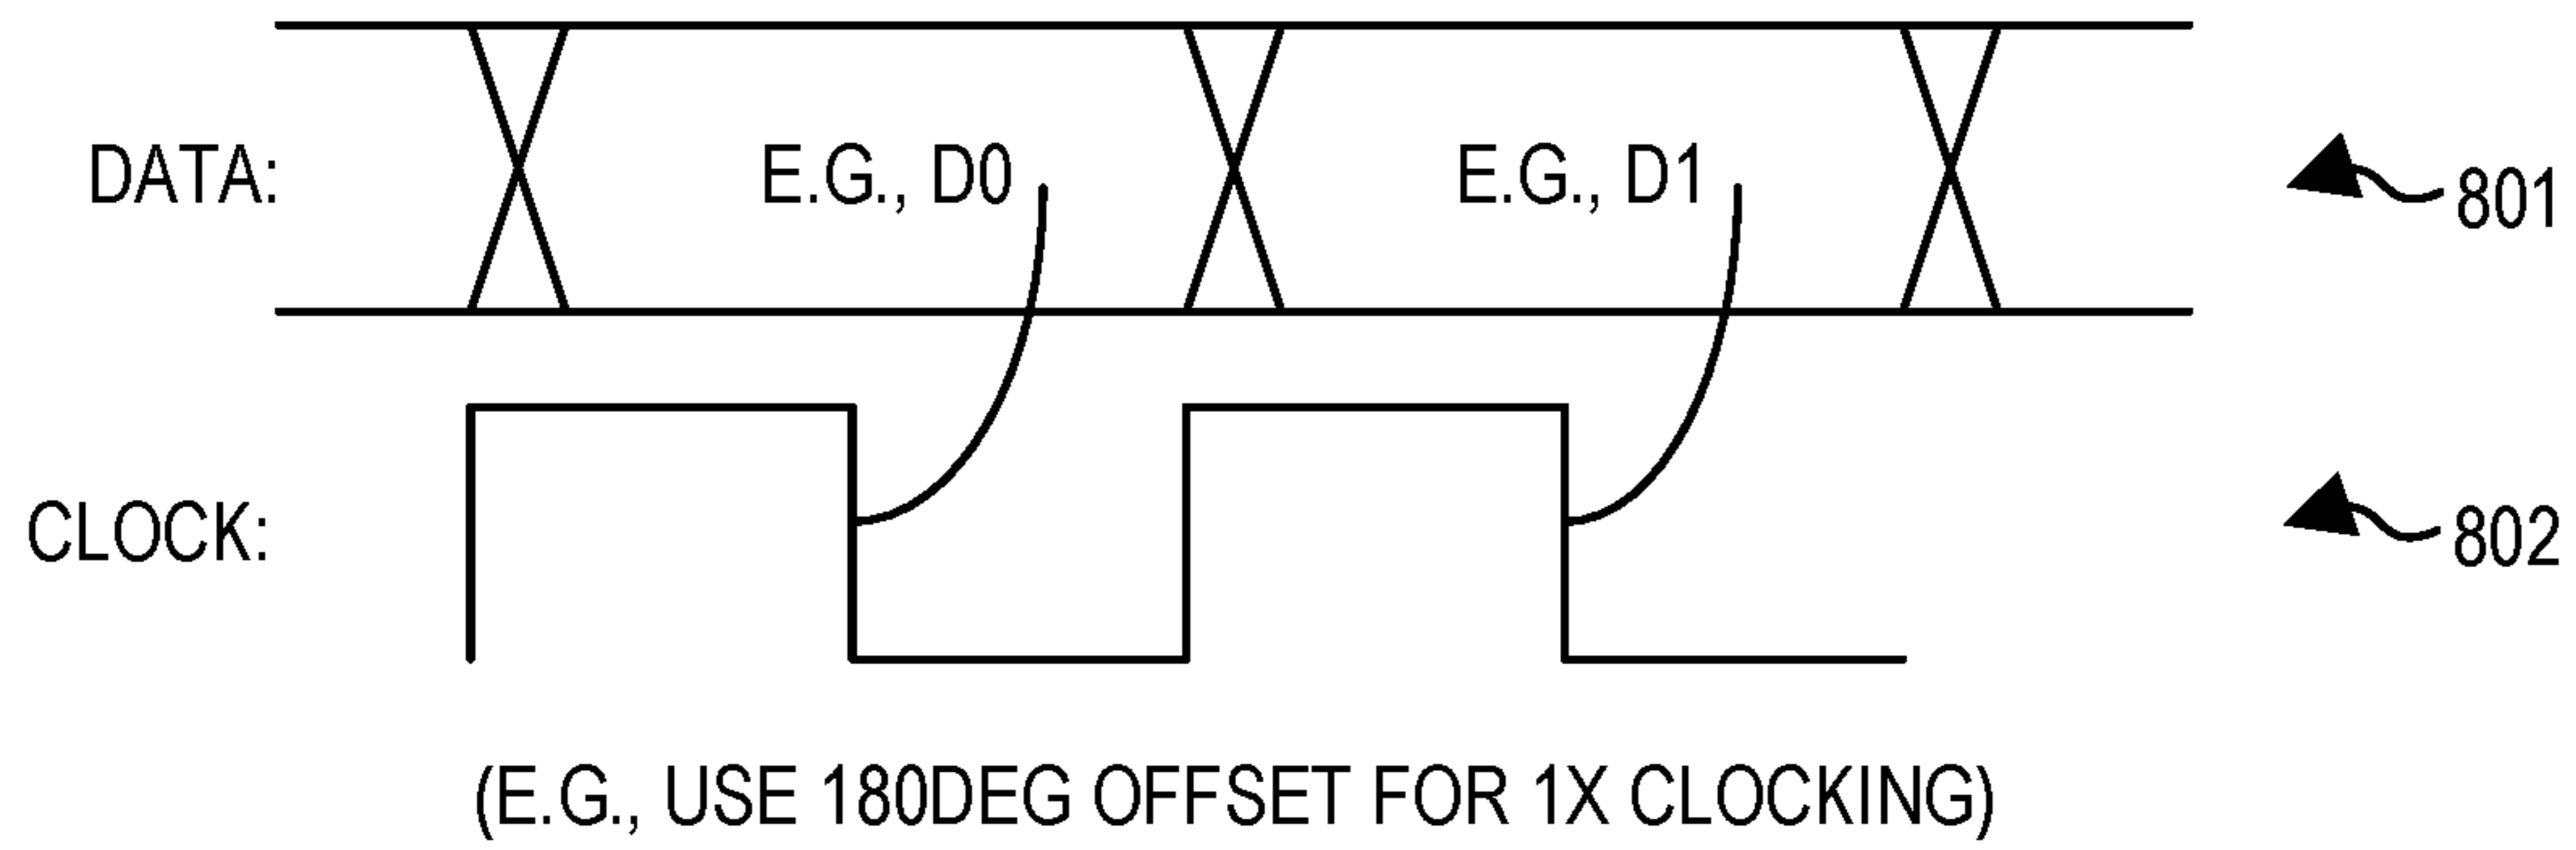 DATA: E.G., D0 E.G., D1 801
CLOCK: 802
(E.G., USE 180DEG OFFSET FOR 1X CLOCKING)